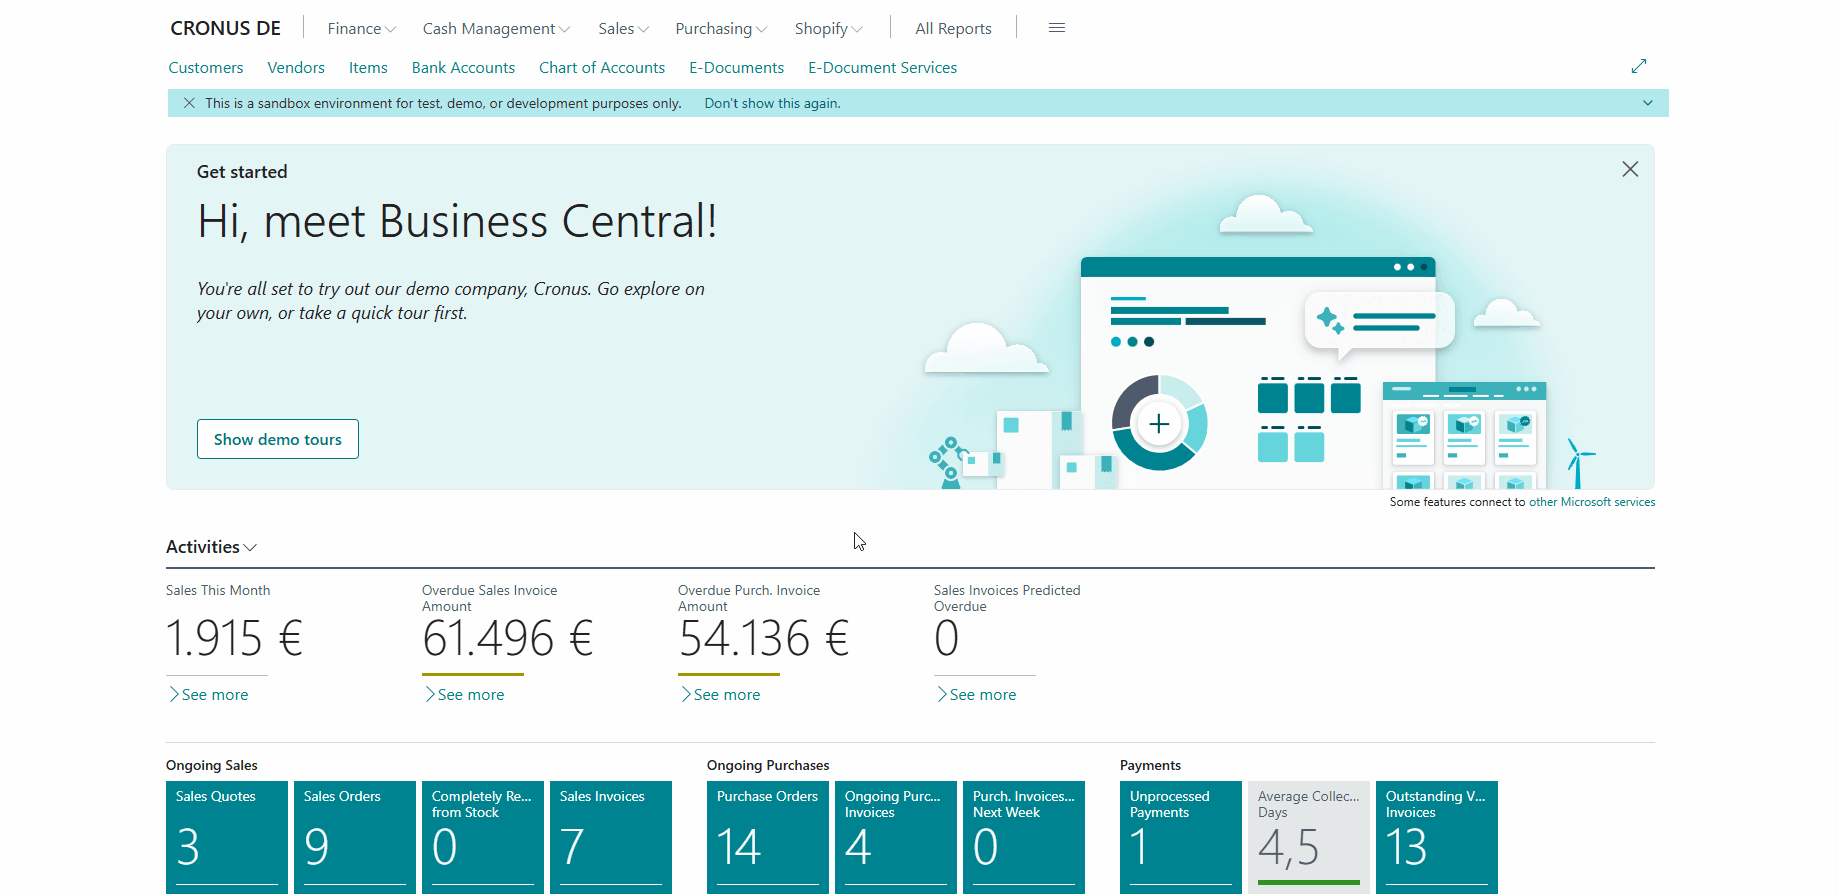 CRONUS DE Finance Cash Management Sales Purchasing Shopify All Reports
Customers Vendors Items Bank Accounts Chart of Accounts E-Documents E-Document Services
This is a sandbox environment for test, demo, or development purposes only. Don't show this again.
Get started
Hi, meet Business Central!
You're all set to try out our demo company, Cronus. Go explore on
your own, or take a quick tour first.
Show demo tours
Some features connect to other Microsoft services
Activities
Sales This Month
1.915 €
See more
Overdue Sales Invoice
Amount
61.496 €
See more
Overdue Purch. Invoice
Amount
54.136 €
See more
Sales Invoices Predicted
Overdue
0
See more
Ongoing Sales
Sales Quotes
3
Sales Orders
9
Completely Re...
from Stock
0
Sales Invoices
7
Ongoing Purchases
Purchase Orders
14
Ongoing Purc...
Invoices
4
Purch. Invoices...
Next Week
0
Payments
Unprocessed
Payments
1
Average Collec...
Days
4,5
Outstanding V...
Invoices
13